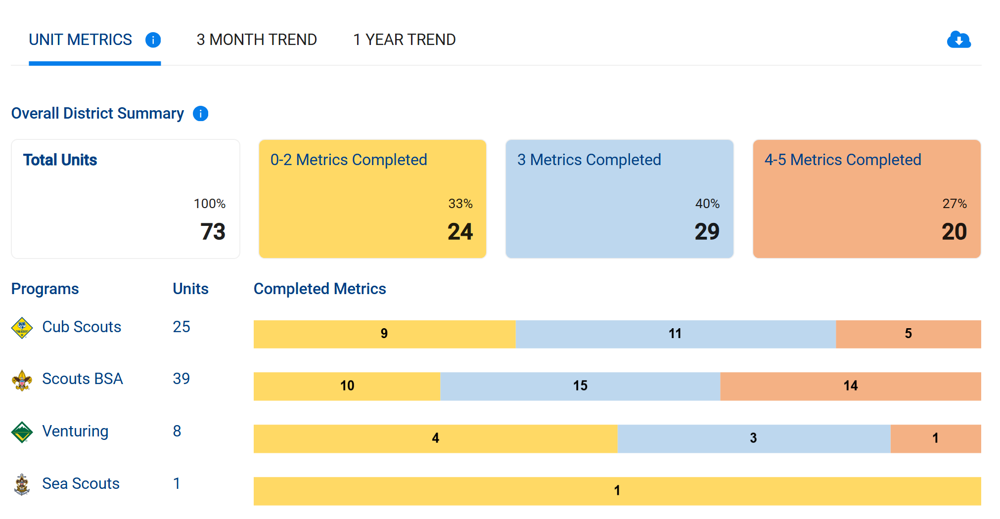 UNIT METRICS i 3 MONTH TREND 1 YEAR TREND
Overall District Summary i
Total Units
100%
73
0-2 Metrics Completed
33%
24
3 Metrics Completed
40%
29
4-5 Metrics Completed
27%
20
Programs Units Completed Metrics
Cub Scouts 25 9 11 5
Scouts BSA 39 10 15 14
Venturing 8 4 3 1
Sea Scouts 1 1